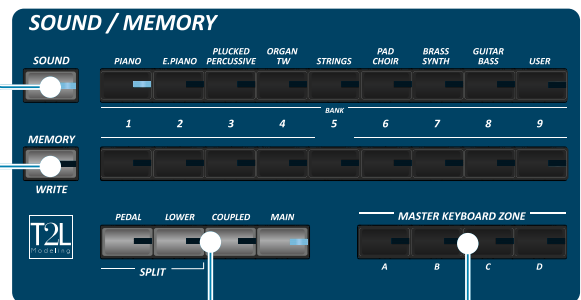 SOUND / MEMORY
SOUND
PIANO
E.PIANO
PLUCKED
PERCUSSIVE
ORGAN
TW
STRINGS
PAD
CHOIR
BRASS
SYNTH
GUITAR
BASS
USER
BANK
1 2 3 4 5 6 7 8 9
MEMORY
WRITE
T2L
Modeling
PEDAL LOWER COUPLED MAIN
SPLIT
MASTER KEYBOARD ZONE
A B C D